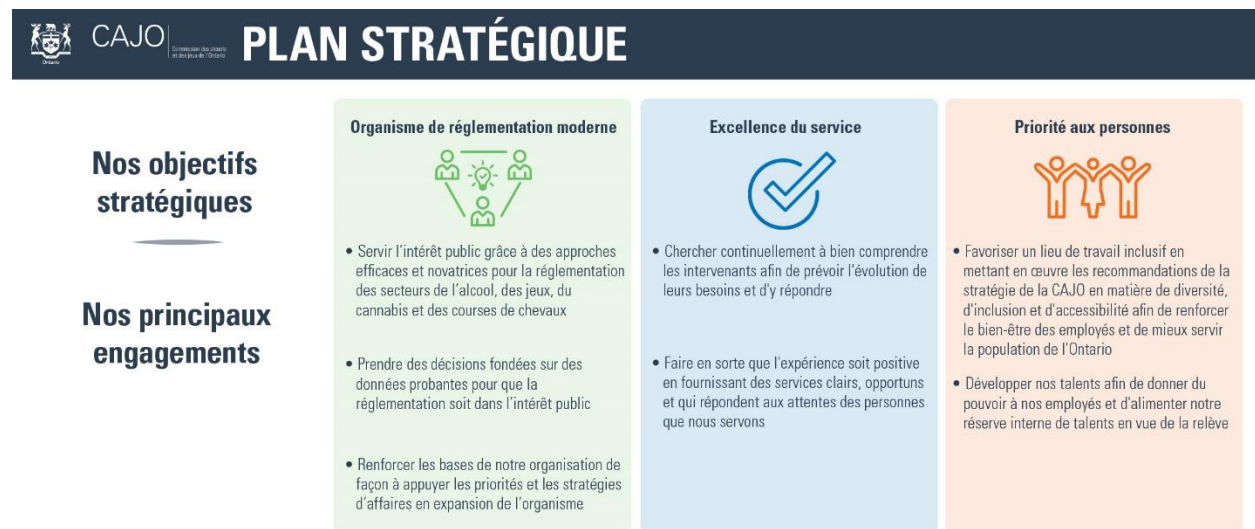 CAJO
Commission des alcools
et des jeux de l'Ontario
PLAN STRATÉGIQUE
Ontario
Nos objectifs
stratégiques
Nos principaux
engagements
Organisme de réglementation moderne
• Servir l'intérêt public grâce à des approches
efficaces et novatrices pour la réglementation
des secteurs de l'alcool, des jeux, du
cannabis et des courses de chevaux
• Prendre des décisions fondées sur des
données probantes pour que la
réglementation soit dans l'intérêt public
• Renforcer les bases de notre organisation de
façon à appuyer les priorités et les stratégies
d'affaires en expansion de l'organisme
Excellence du service
• Chercher continuellement à bien comprendre
les intervenants afin de prévoir l'évolution de
leurs besoins et d'y répondre
• Faire en sorte que l'expérience soit positive
en fournissant des services clairs, opportuns
et qui répondent aux attentes des personnes
que nous servons
Priorité aux personnes
• Favoriser un lieu de travail inclusif en
mettant en œuvre les recommandations de la
stratégie de la CAJO en matière de diversité,
d'inclusion et d'accessibilité afin de renforcer
le bien-être des employés et de mieux servir
la population de l'Ontario
• Développer nos talents afin de donner du
pouvoir à nos employés et d'alimenter notre
réserve interne de talents en vue de la relève